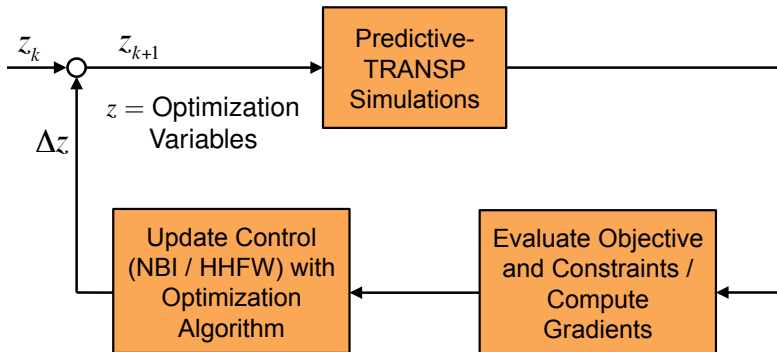 z_k
z_{k+1}
Predictive-
TRANSP
Simulations
z = Optimization
Variables
Δz
Update Control
(NBI / HHFW) with
Optimization
Algorithm
Evaluate Objective
and Constraints /
Compute
Gradients